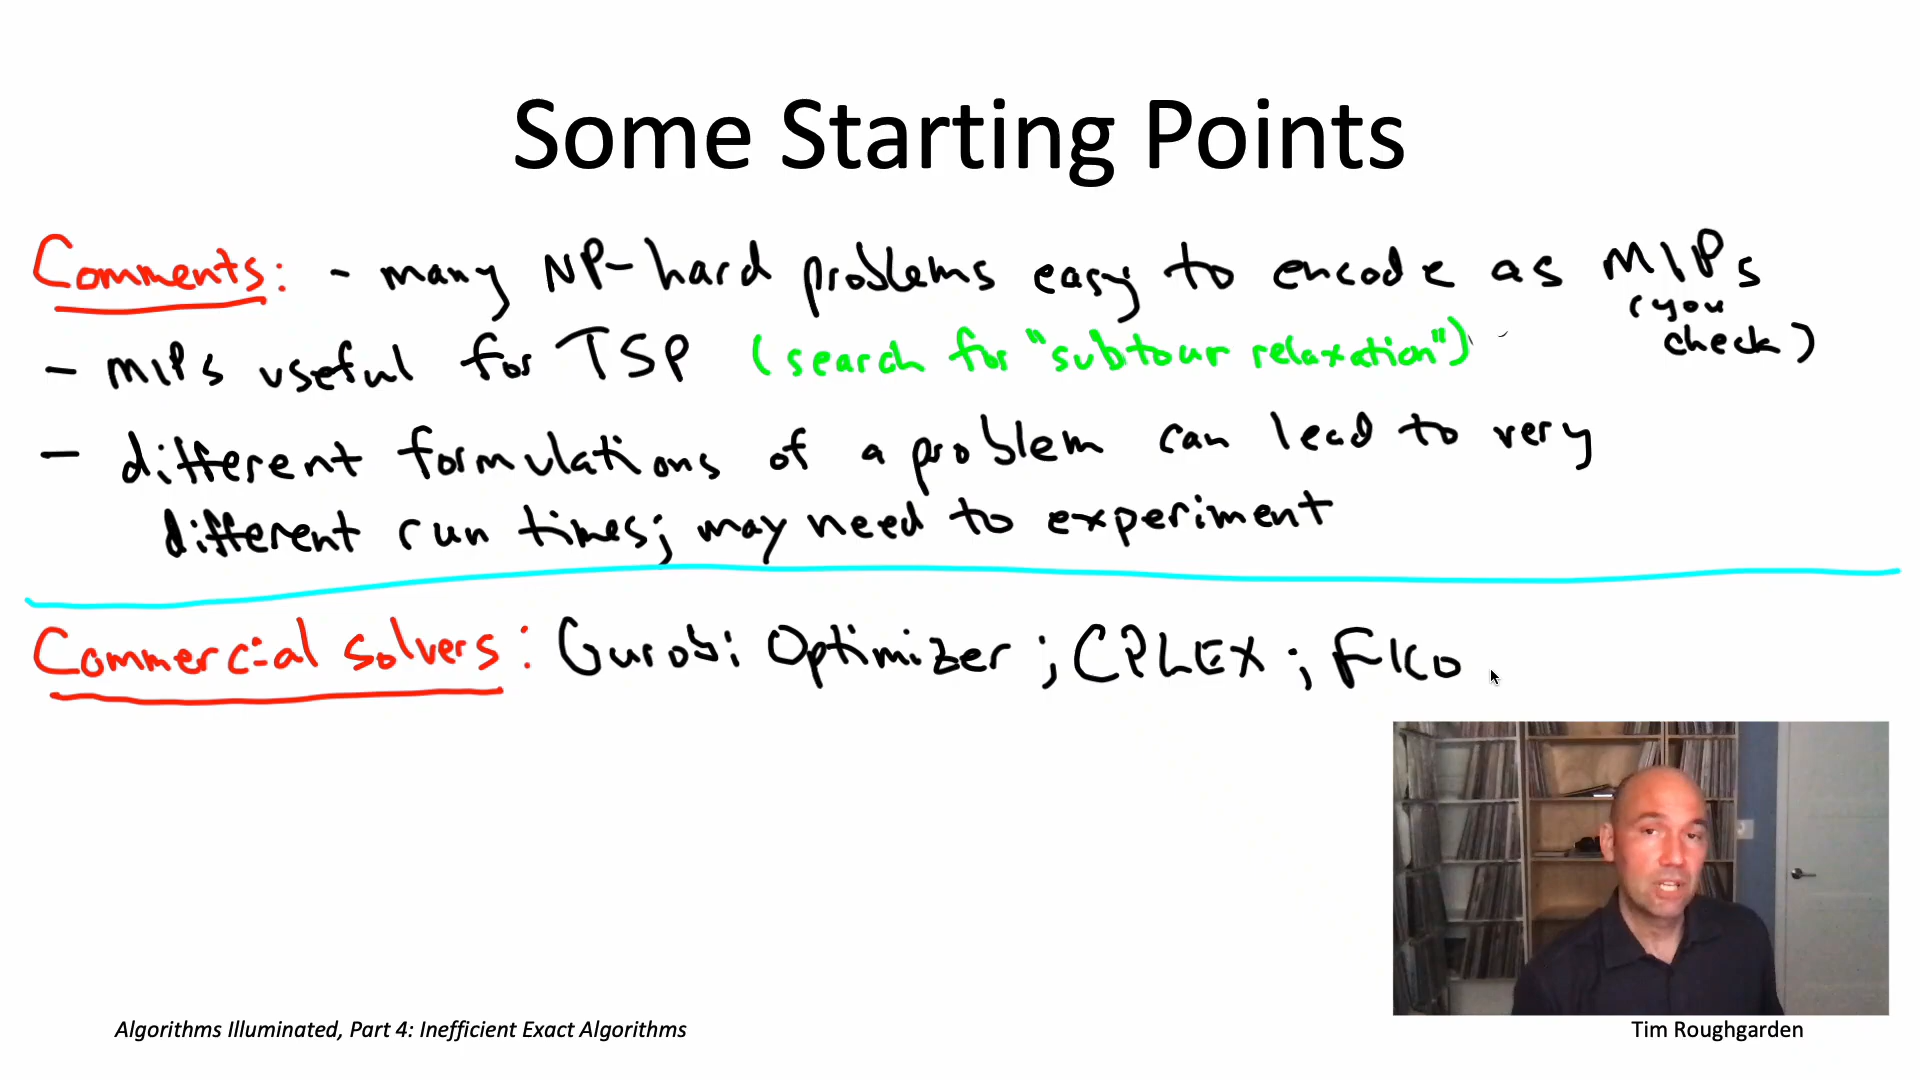 Some Starting Points
Comments: - many NP-hard problems easy to encode as MIPs
(you check)
- MIPs useful for TSP (search for "subtour relaxation")
- different formulations of a problem can lead to very
different run times; may need to experiment
Commercial solvers: Gurobi Optimizer ; CPLEX ; FICO
Algorithms Illuminated, Part 4: Inefficient Exact Algorithms
Tim Roughgarden